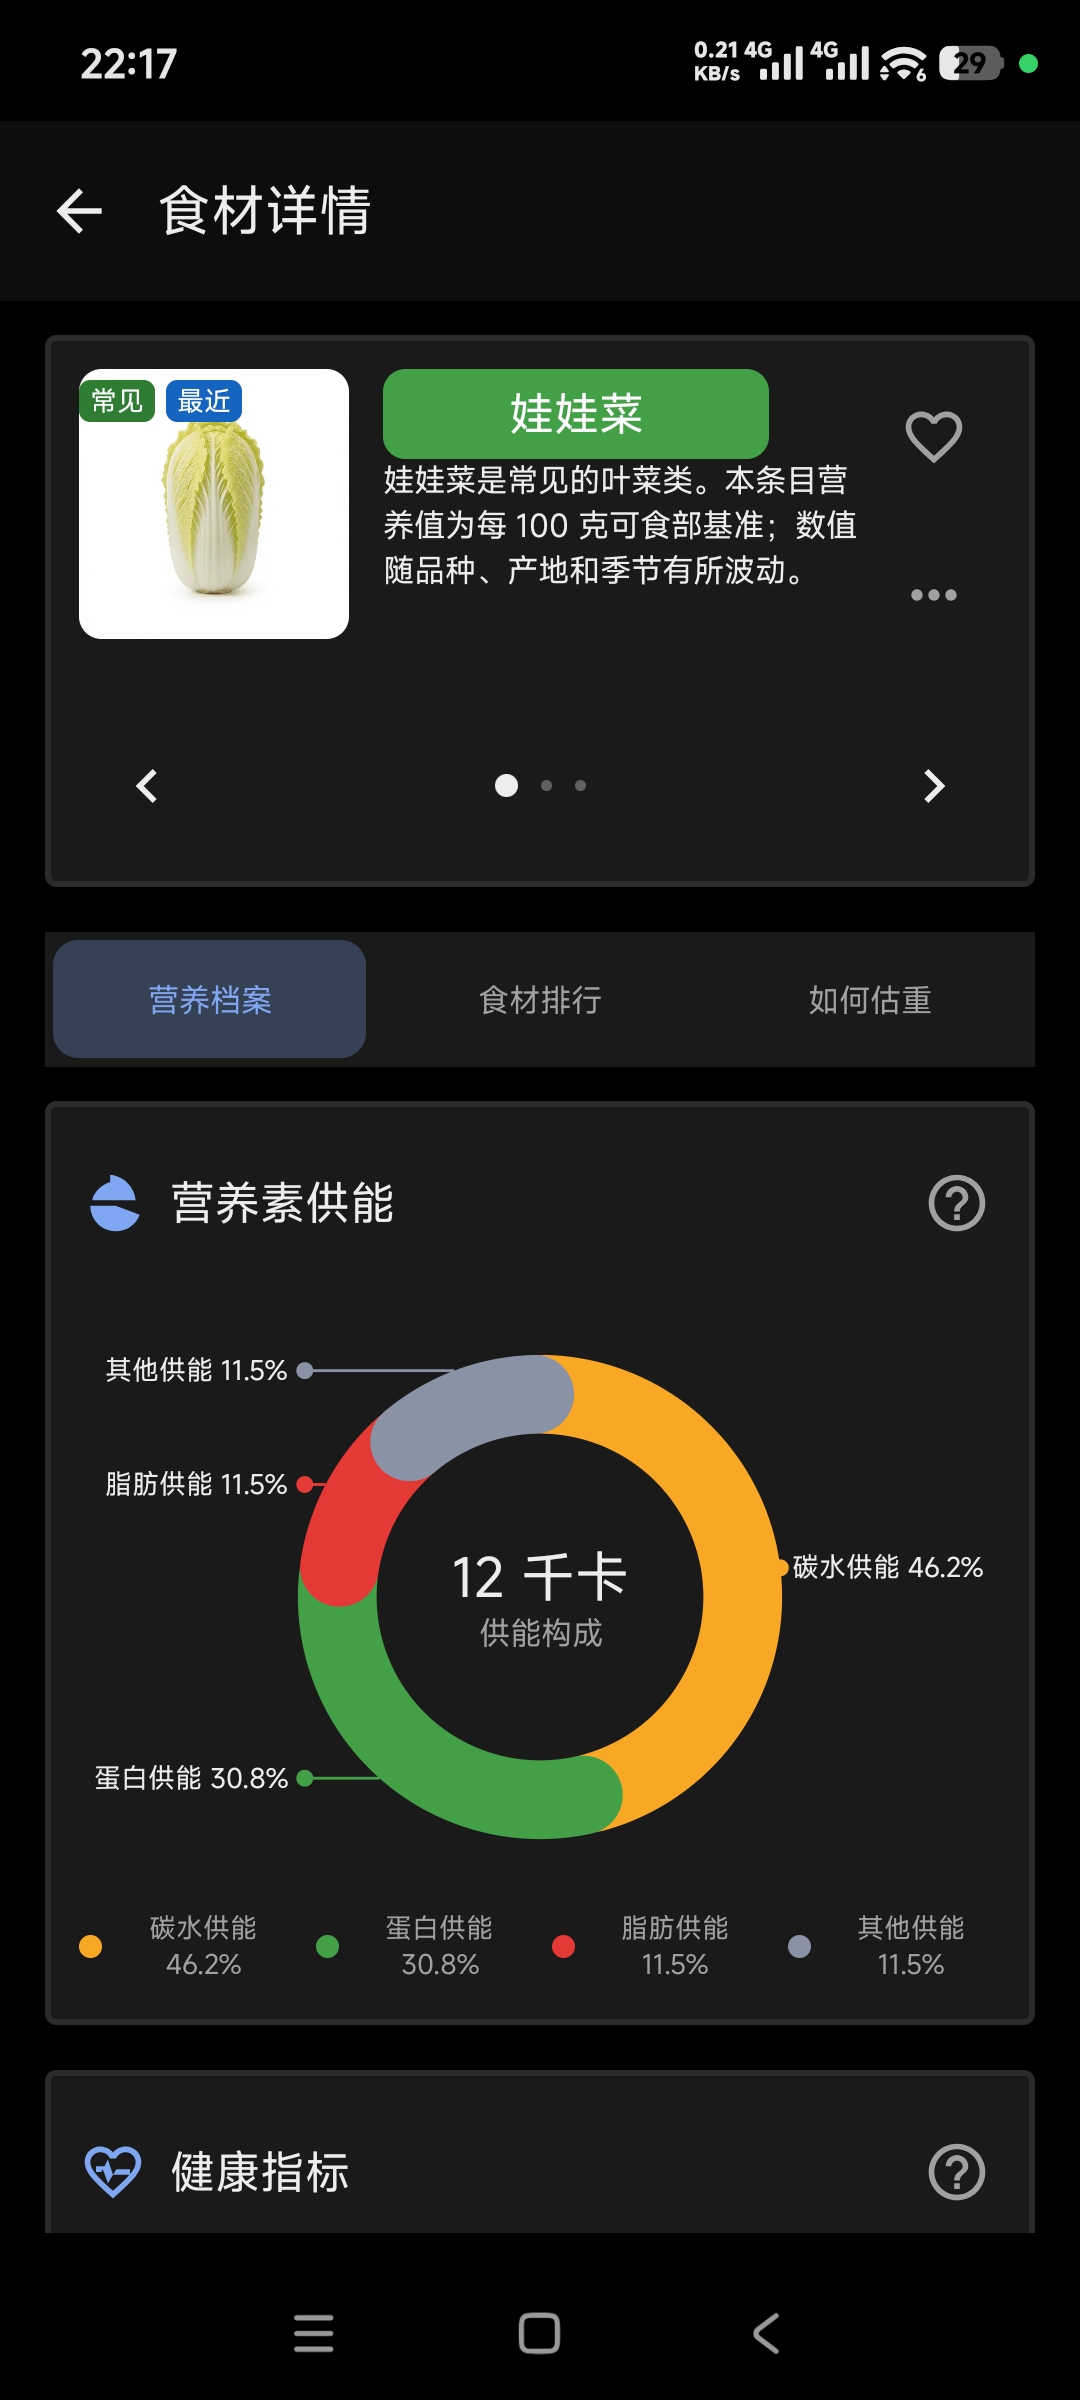 22:17
0.21 4G 4G
KB/s
6
29
食材详情
常见 最近
娃娃菜
娃娃菜是常见的叶菜类。本条目营
养值为每 100 克可食部基准；数值
随品种、产地和季节有所波动。
营养档案 食材排行 如何估重
营养素供能
其他供能 11.5%
脂肪供能 11.5%
12 千卡
碳水供能 46.2%
供能构成
蛋白供能 30.8%
碳水供能 蛋白供能 脂肪供能 其他供能
46.2% 30.8% 11.5% 11.5%
健康指标